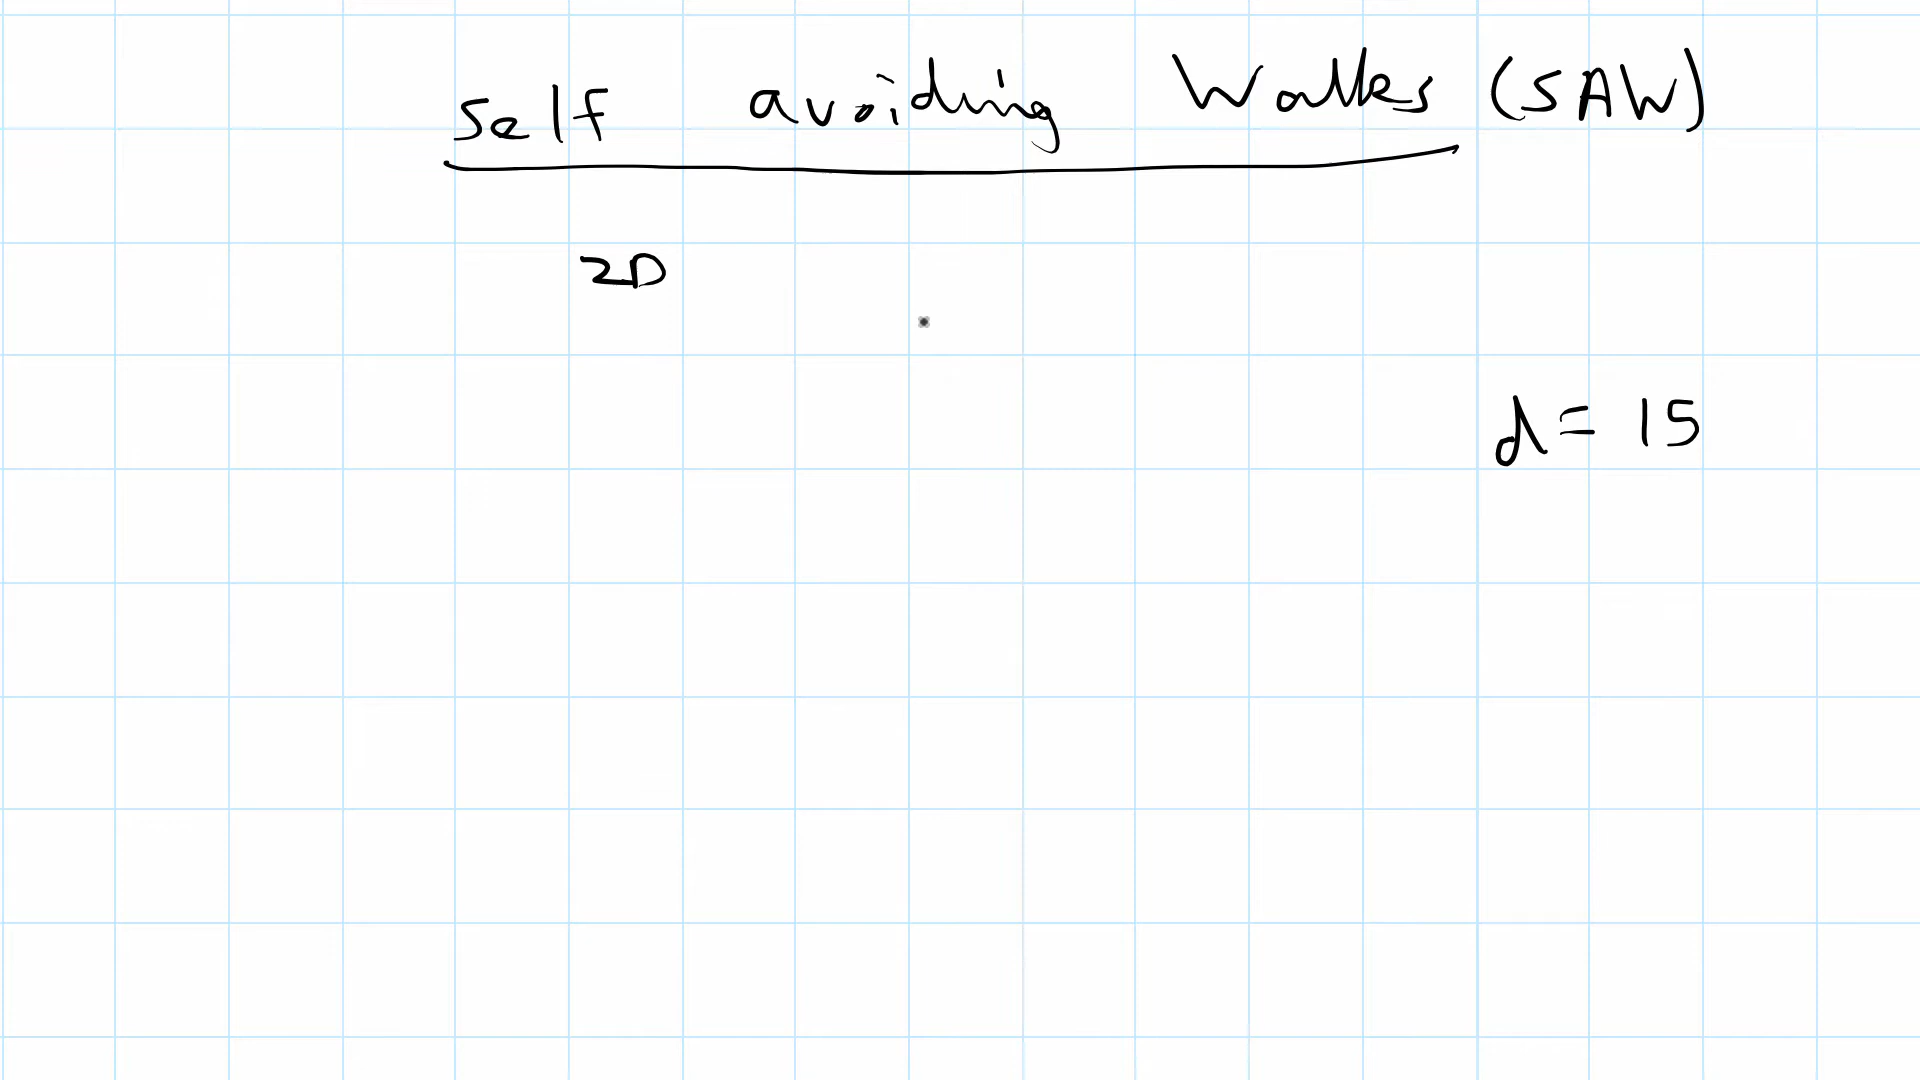 Self avoiding Walks (SAW)
2D
d = 15